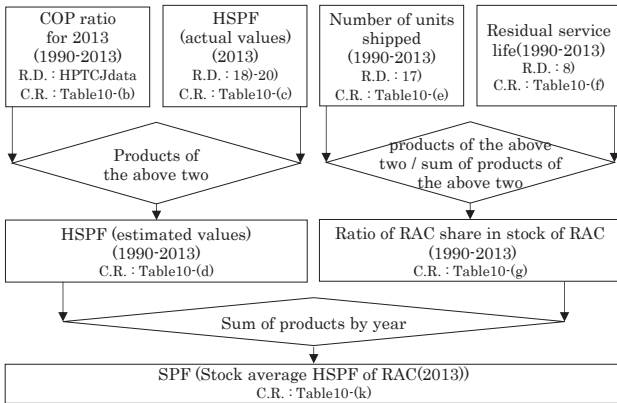 COP ratio
for 2013
(1990-2013)
R.D. : HPTCJdata
C.R. : Table10-(b)
HSPF
(actual values)
(2013)
R.D. : 18)-20)
C.R. : Table10-(c)
Number of units
shipped
(1990-2013)
R.D. : 17)
C.R. : Table10-(e)
Residual service
life(1990-2013)
R.D. : 8)
C.R. : Table10-(f)
Products of
the above two
products of the above
two / sum of products of
the above two
HSPF (estimated values)
(1990-2013)
C.R. : Table10-(d)
Ratio of RAC share in stock of RAC
(1990-2013)
C.R. : Table10-(g)
Sum of products by year
SPF (Stock average HSPF of RAC(2013))
C.R. : Table10-(k)